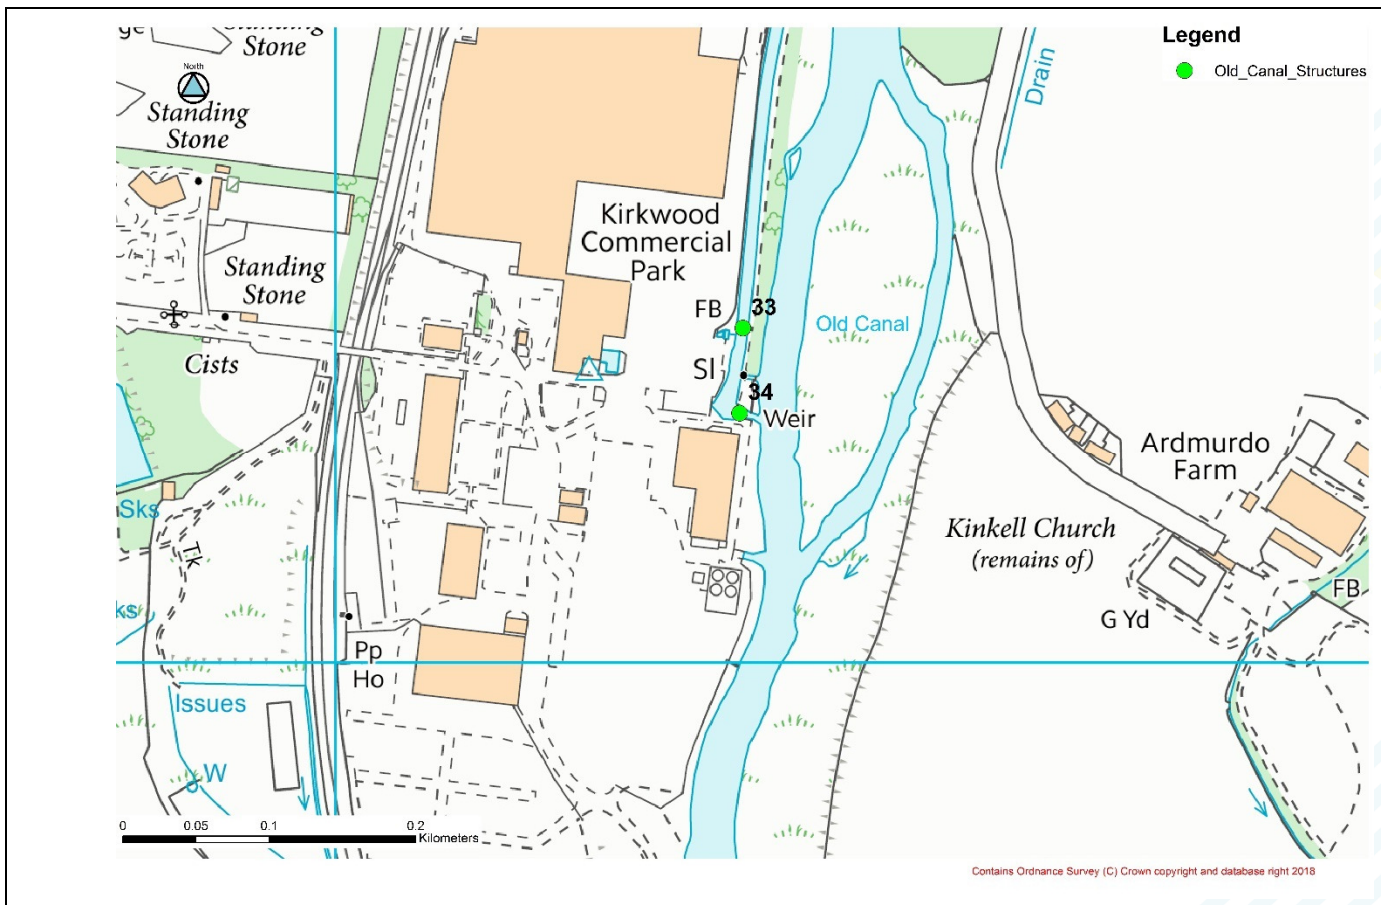 ge
Standing
Stone
Legend
Old_Canal_Structures
North
Standing
Stone
Drain
Kirkwood
Commercial
Park
Standing
Stone
FB
33
Old Canal
Cists
Sl
34
Weir
Ardmurdo
Farm
Sks
Kinkell Church
(remains of)
Tk
FB
ks
G Yd
Pp
Ho
Issues
W
0 0.05 0.1 0.2
Kilometers
Contains Ordnance Survey (C) Crown copyright and database right 2018